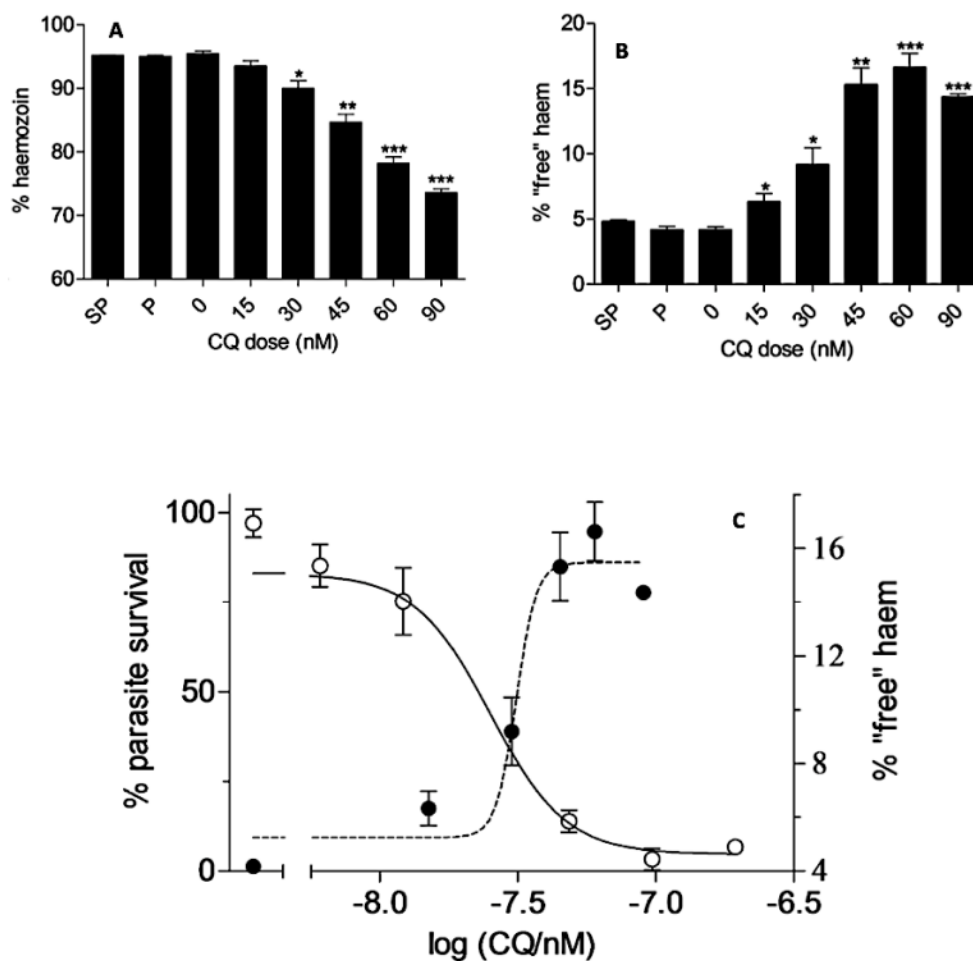 A
% haemozoin
100
90
80
70
60
SP P 0 15 30 45 60 90
* ** *** ***
CQ dose (nM)
B
% "free" haem
20
15
10
5
0
SP P 0 15 30 45 60 90
* * ** *** ***
CQ dose (nM)
C
% parasite survival
100
50
0
% "free" haem
16
12
8
4
-8.0 -7.5 -7.0 -6.5
log (CQ/nM)